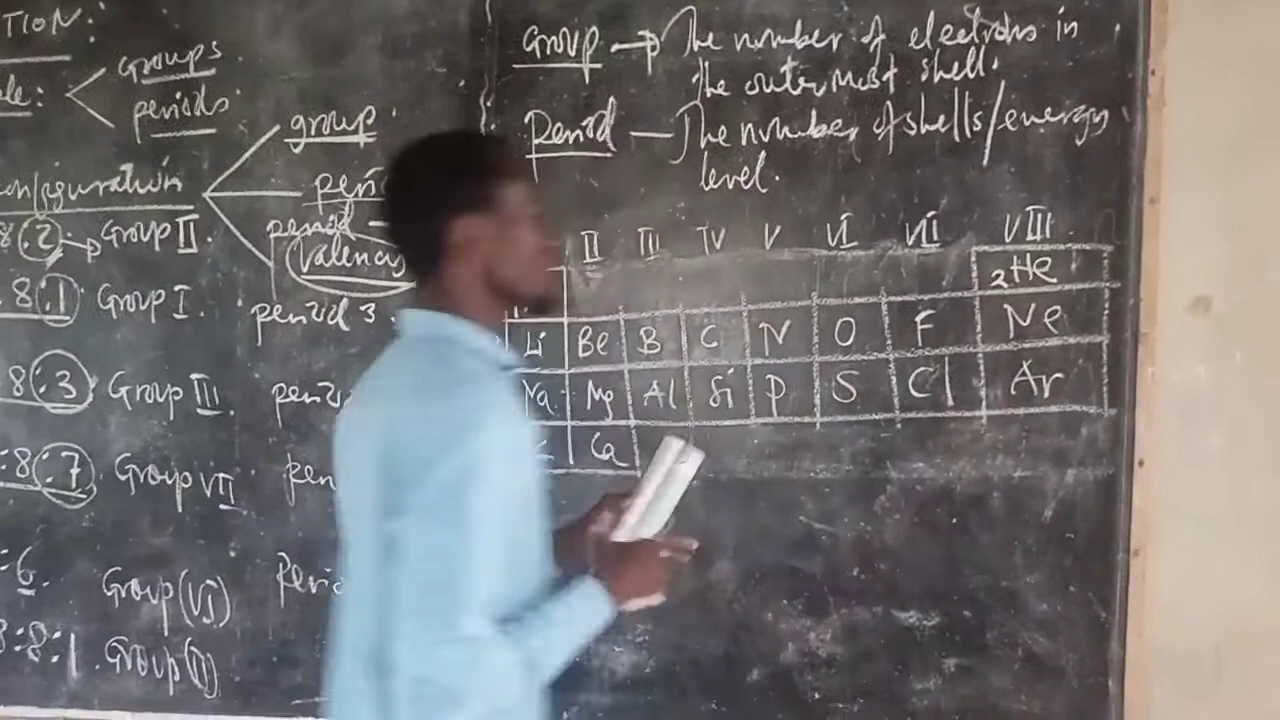 TION:
groups
periods
group
onfiguration
8:2 → Group II.
period
Valency
8:1 Group I. period 3.
8:3 Group III.
:8:7 Group VII
:6. Group (VI)
8:8:1. Group(I)
Group → The number of electrons in
the outermost shell.
Period — The number of shells/energy
level.
II III IV V VI VII VIII
2He
Li Be B C N O F Ne
Na Mg Al Si P S Cl Ar
Ca